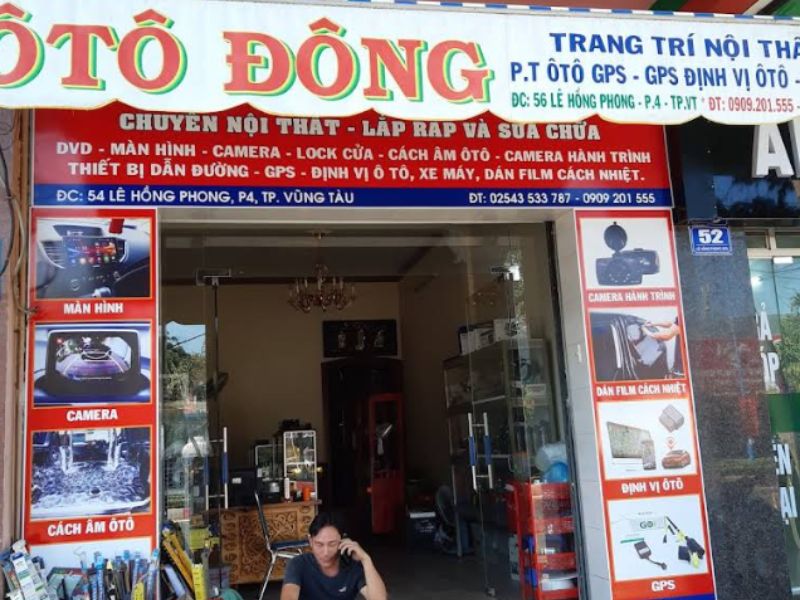 ÔTÔ ĐÔNG
TRANG TRÍ NỘI THẤ
P.T ÔTÔ GPS - GPS ĐỊNH VỊ ÔTÔ -
ĐC: 56 LÊ HỒNG PHONG - P.4 - TP.VT * ĐT: 0909.201.555 -
CHUYÊN NỘI THẤT - LẮP RÁP VÀ SỬA CHỮA
DVD - MÀN HÌNH - CAMERA - LOCK CỬA - CÁCH ÂM ÔTÔ - CAMERA HÀNH TRÌNH
THIẾT BỊ DẪN ĐƯỜNG - GPS - ĐỊNH VỊ Ô TÔ, XE MÁY, DÁN FILM CÁCH NHIỆT.
ĐC: 54 LÊ HỒNG PHONG, P4, TP. VŨNG TÀU
ĐT: 02543 533 787 - 0909 201 555
52
MÀN HÌNH
CAMERA
CÁCH ÂM ÔTÔ
CAMERA HÀNH TRÌNH
DÁN FILM CÁCH NHIỆT
ĐỊNH VỊ ÔTÔ
GPS